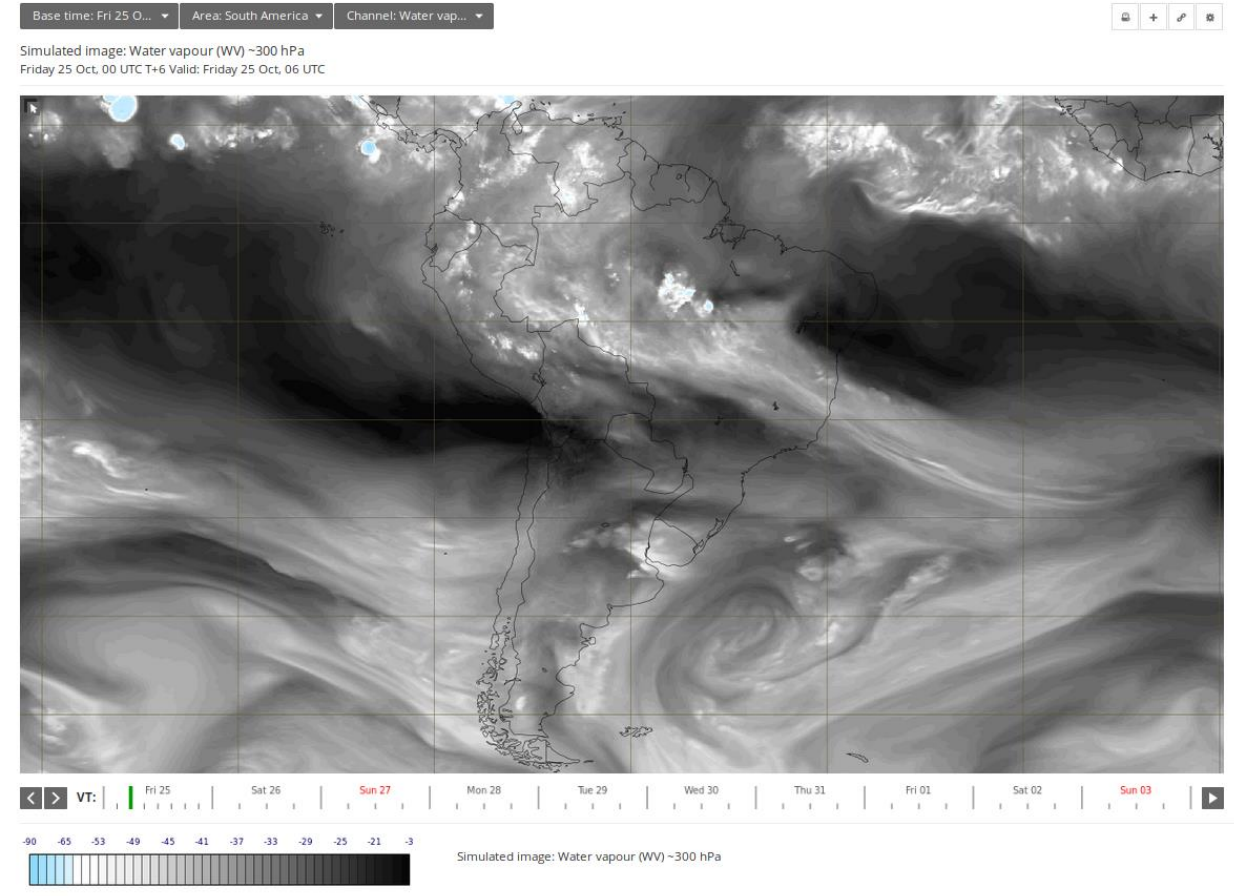 Base time: Fri 25 O... Area: South America Channel: Water vap...
Simulated image: Water vapour (WV) ~300 hPa
Friday 25 Oct, 00 UTC T+6 Valid: Friday 25 Oct, 06 UTC
VT: Fri 25 Sat 26 Sun 27 Mon 28 Tue 29 Wed 30 Thu 31 Fri 01 Sat 02 Sun 03
-90 -65 -53 -49 -45 -41 -37 -33 -29 -25 -21 -3
Simulated image: Water vapour (WV) ~300 hPa